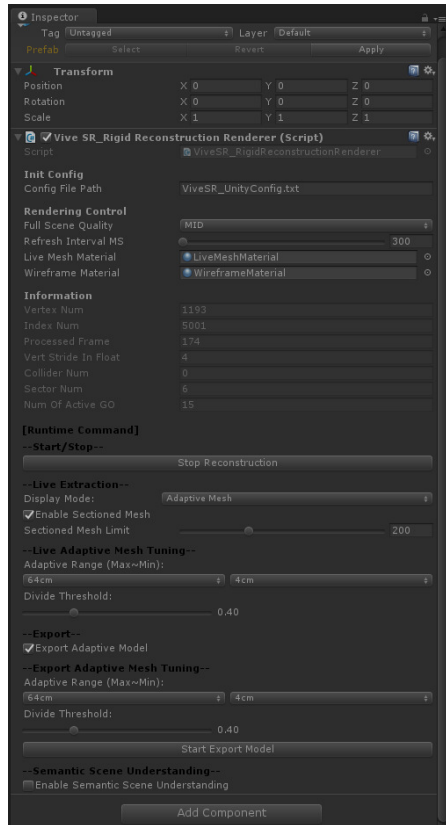 Inspector
Tag Untagged Layer Default
Prefab Select Revert Apply
Transform
Position X 0 Y 0 Z 0
Rotation X 0 Y 0 Z 0
Scale X 1 Y 1 Z 1
Vive SR_Rigid Reconstruction Renderer (Script)
Script ViveSR_RigidReconstructionRenderer
Init Config
Config File Path ViveSR_UnityConfig.txt
Rendering Control
Full Scene Quality MID
Refresh Interval MS 300
Live Mesh Material LiveMeshMaterial
Wireframe Material WireframeMaterial
Information
Vertex Num 1193
Index Num 5001
Processed Frame 174
Vert Stride In Float 4
Collider Num 0
Sector Num 6
Num Of Active GO 15
[Runtime Command]
--Start/Stop--
Stop Reconstruction
--Live Extraction--
Display Mode: Adaptive Mesh
Enable Sectioned Mesh
Sectioned Mesh Limit 200
--Live Adaptive Mesh Tuning--
Adaptive Range (Max~Min):
64cm 4cm
Divide Threshold:
0.40
--Export--
Export Adaptive Model
--Export Adaptive Mesh Tuning--
Adaptive Range (Max~Min):
64cm 4cm
Divide Threshold:
0.40
Start Export Model
--Semantic Scene Understanding--
Enable Semantic Scene Understanding
Add Component